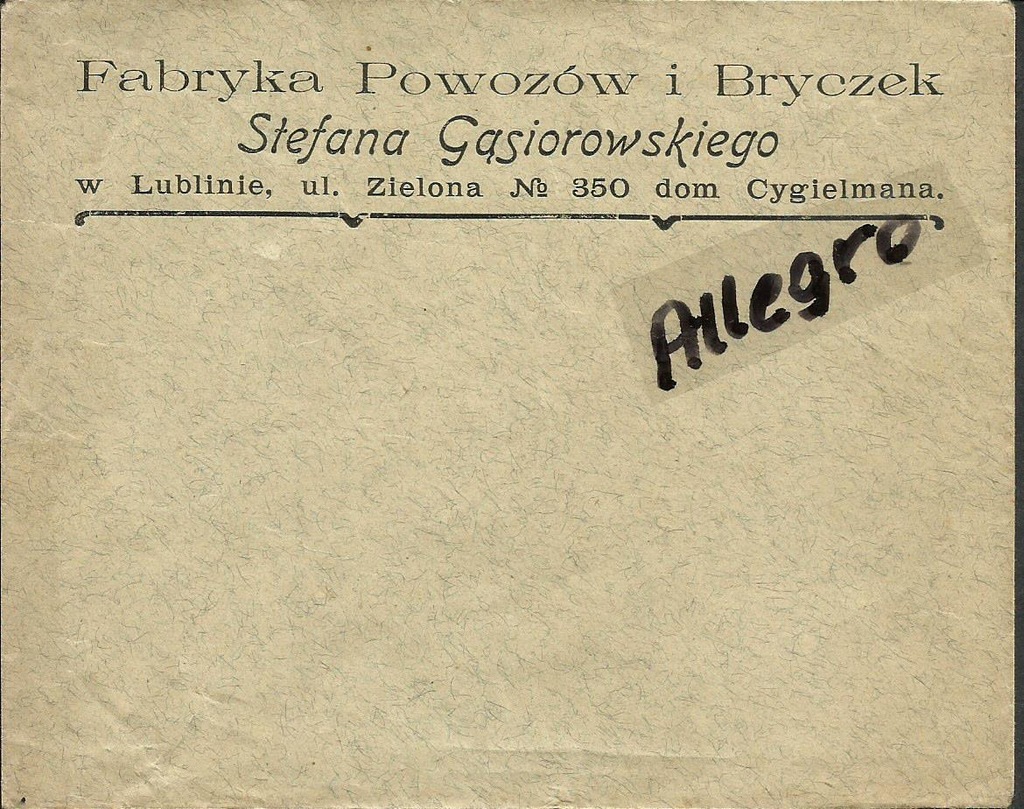 Fabryka Powozów i Bryczek
Stefana Gąsiorowskiego
w Lublinie, ul. Zielona № 350 dom Cygielmana.
Allegro